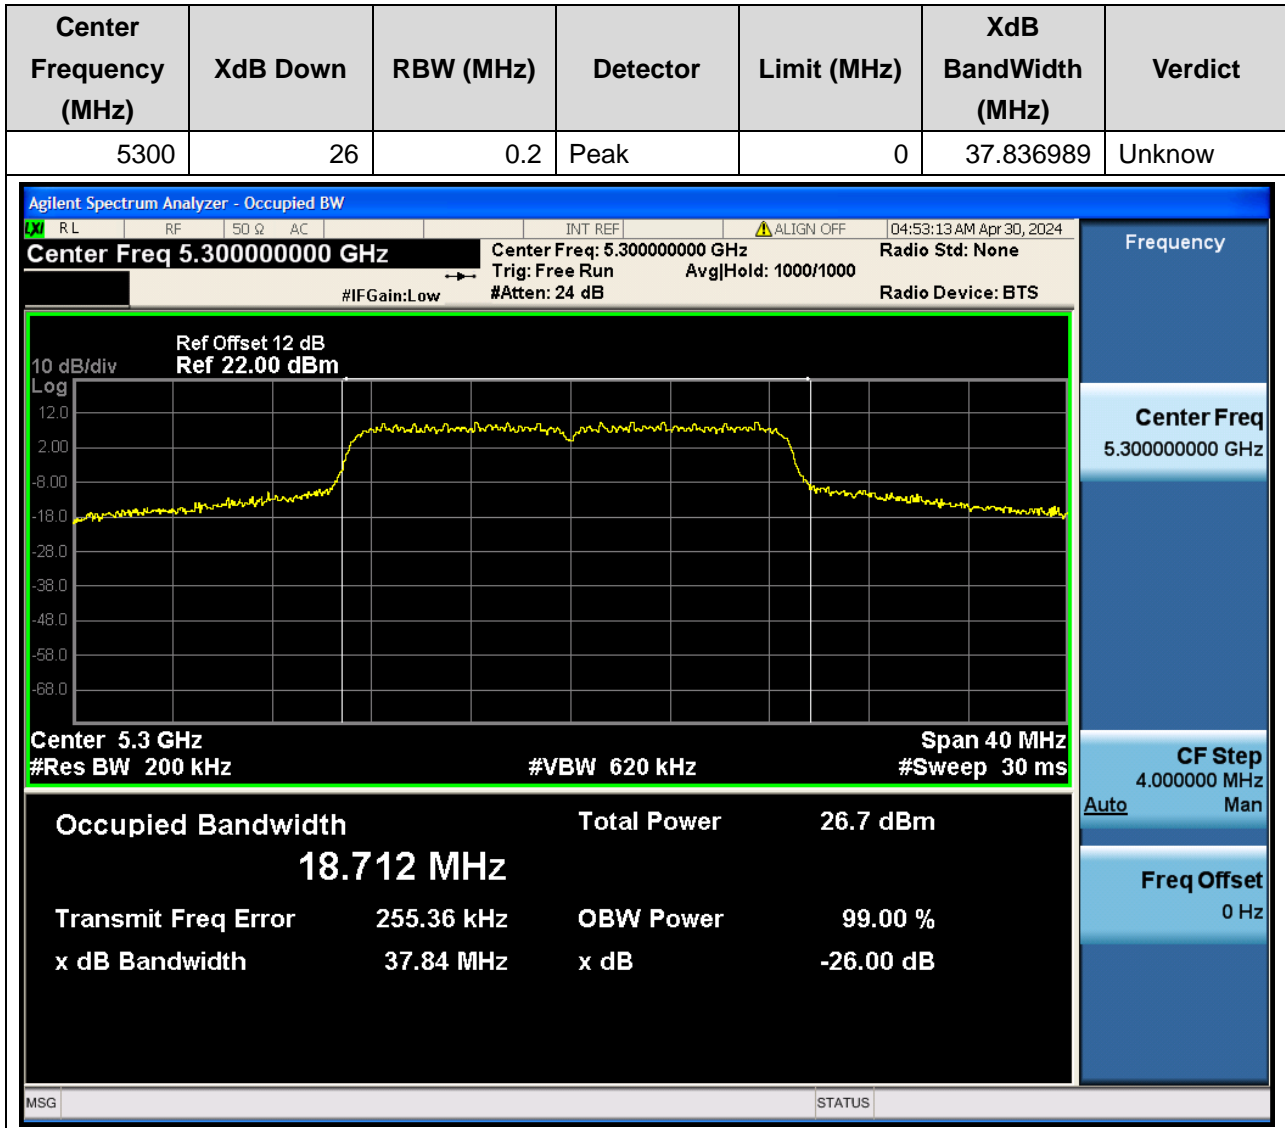 Center Frequency (MHz) XdB Down RBW (MHz) Detector Limit (MHz) XdB BandWidth (MHz) Verdict
5300 26 0.2 Peak 0 37.836989 Unknow
Agilent Spectrum Analyzer - Occupied BW
LXI RL RF 50 Ω AC INT REF ALIGN OFF 04:53:13 AM Apr 30, 2024
Center Freq 5.300000000 GHz
Center Freq: 5.300000000 GHz Radio Std: None
Trig: Free Run Avg|Hold: 1000/1000
#IFGain:Low #Atten: 24 dB Radio Device: BTS
Ref Offset 12 dB
10 dB/div Ref 22.00 dBm
Log
12.0
2.00
-8.00
-18.0
-28.0
-38.0
-48.0
-58.0
-68.0
Center 5.3 GHz Span 40 MHz
#Res BW 200 kHz #VBW 620 kHz #Sweep 30 ms
Occupied Bandwidth Total Power 26.7 dBm
18.712 MHz
Transmit Freq Error 255.36 kHz OBW Power 99.00 %
x dB Bandwidth 37.84 MHz x dB -26.00 dB
MSG STATUS
Frequency
Center Freq
5.300000000 GHz
CF Step
4.000000 MHz
Auto Man
Freq Offset
0 Hz